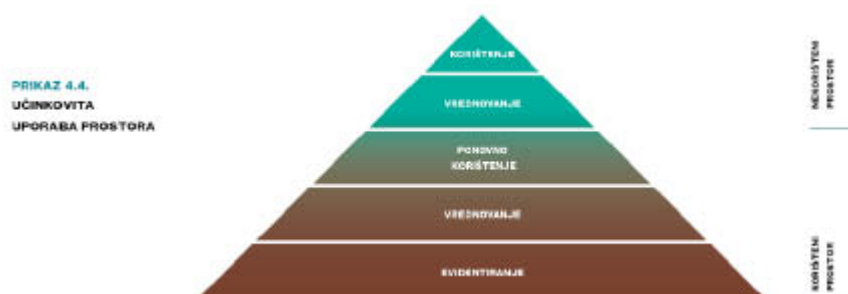 PRIKAZ 4.4.
UČINKOVITA
UPORABA PROSTORA
KORIŠTENJE
VREDNOVANJE
PONOVNO
KORIŠTENJE
VREDNOVANJE
EVIDENTIRANJE
NEKORIŠTENI
PROSTOR
KORIŠTENI
PROSTOR